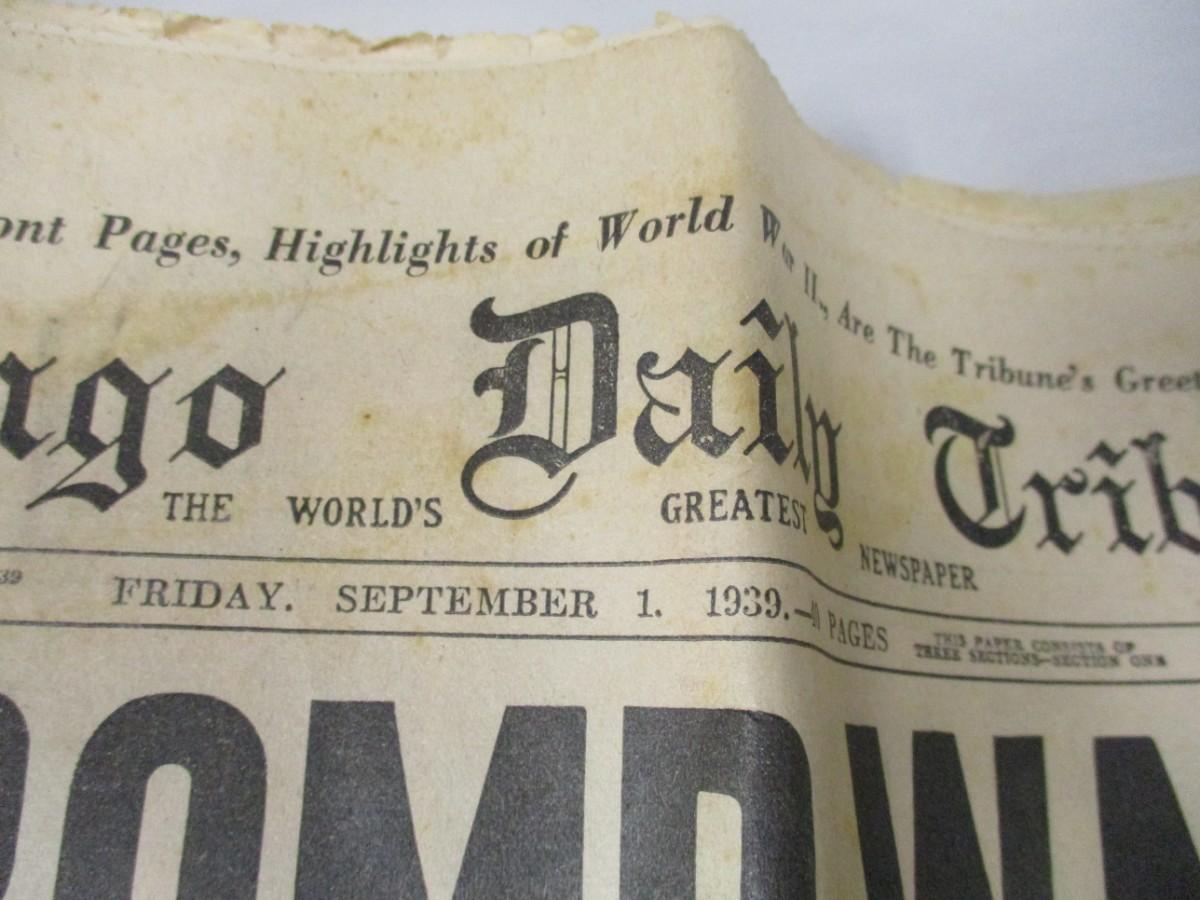 ont Pages, Highlights of World War II., Are The Tribune's Greet
ago Daily Trib
THE WORLD'S GREATEST NEWSPAPER
39 FRIDAY. SEPTEMBER 1. 1939.— PAGES THIS PAPER CONSISTS OF
THREE SECTIONS—SECTION ONE